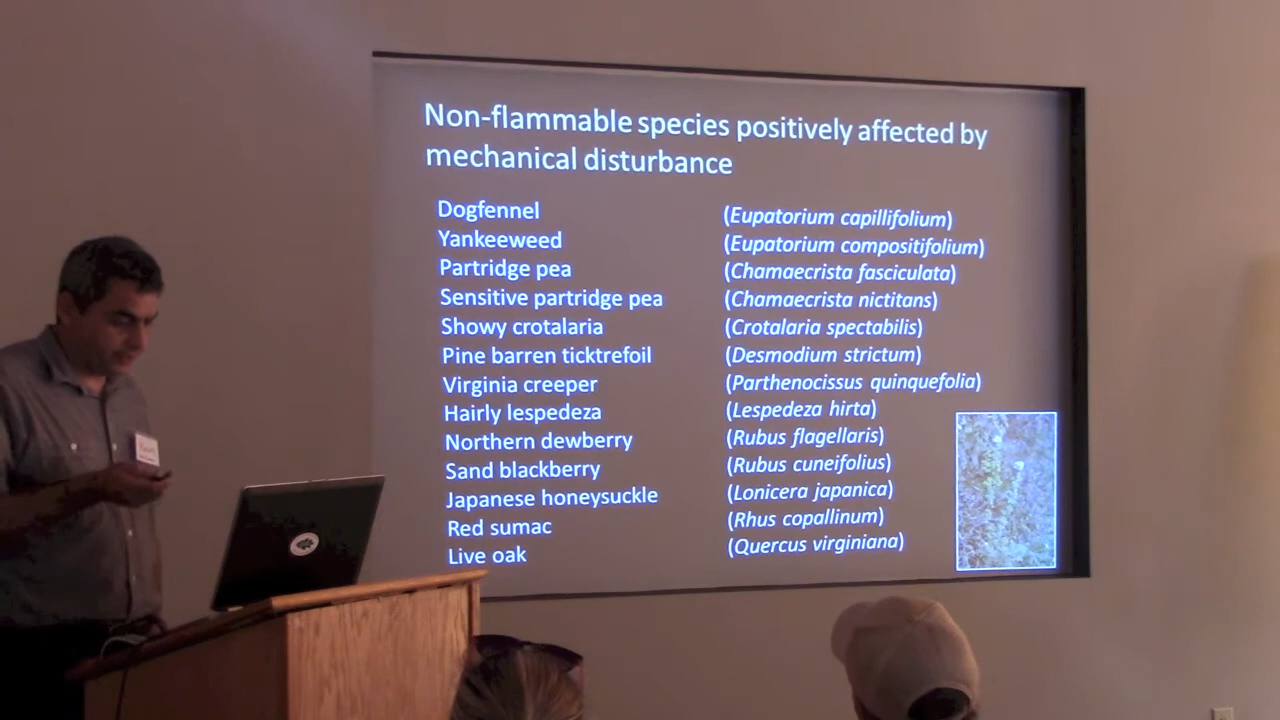 Non-flammable species positively affected by
mechanical disturbance
Dogfennel (Eupatorium capillifolium)
Yankeeweed (Eupatorium compositifolium)
Partridge pea (Chamaecrista fasciculata)
Sensitive partridge pea (Chamaecrista nictitans)
Showy crotalaria (Crotalaria spectabilis)
Pine barren ticktrefoil (Desmodium strictum)
Virginia creeper (Parthenocissus quinquefolia)
Hairly lespedeza (Lespedeza hirta)
Northern dewberry (Rubus flagellaris)
Sand blackberry (Rubus cuneifolius)
Japanese honeysuckle (Lonicera japanica)
Red sumac (Rhus copallinum)
Live oak (Quercus virginiana)